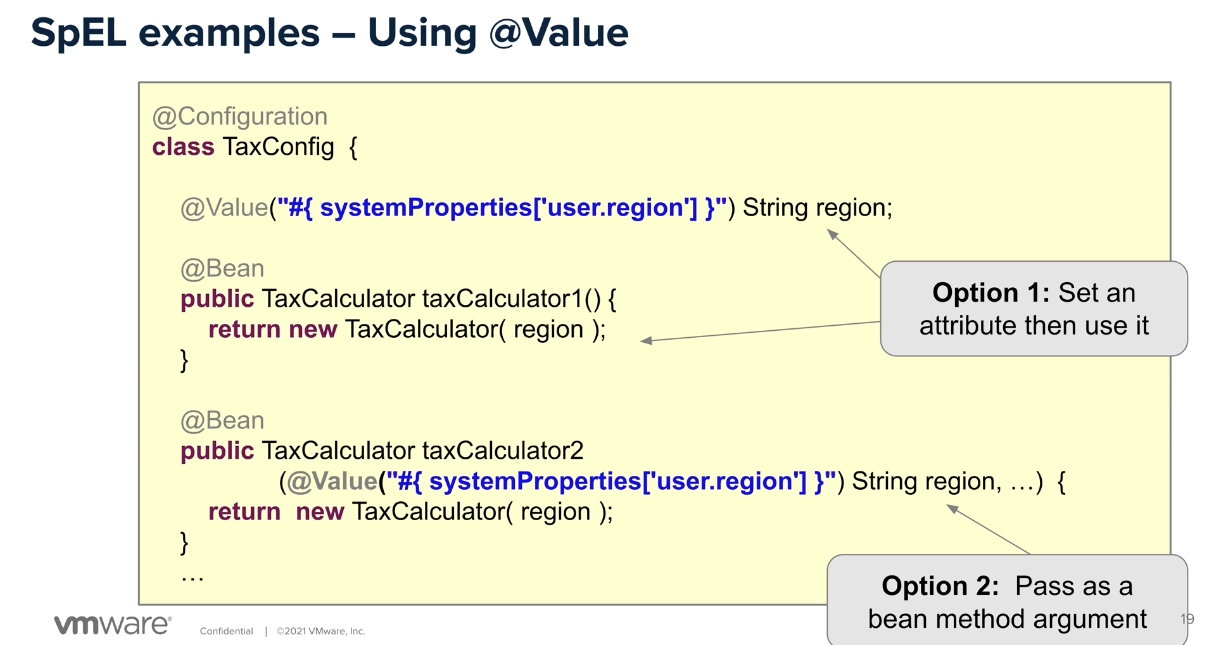 SpEL examples – Using @Value
@Configuration
class TaxConfig {
@Value("#{ systemProperties['user.region'] }") String region;
@Bean
public TaxCalculator taxCalculator1() {
return new TaxCalculator( region );
}
Option 1: Set an
attribute then use it
@Bean
public TaxCalculator taxCalculator2
(@Value("#{ systemProperties['user.region'] }") String region, …) {
return new TaxCalculator( region );
}
…
Option 2: Pass as a
bean method argument
vmware®
Confidential | ©2021 VMware, Inc.
19